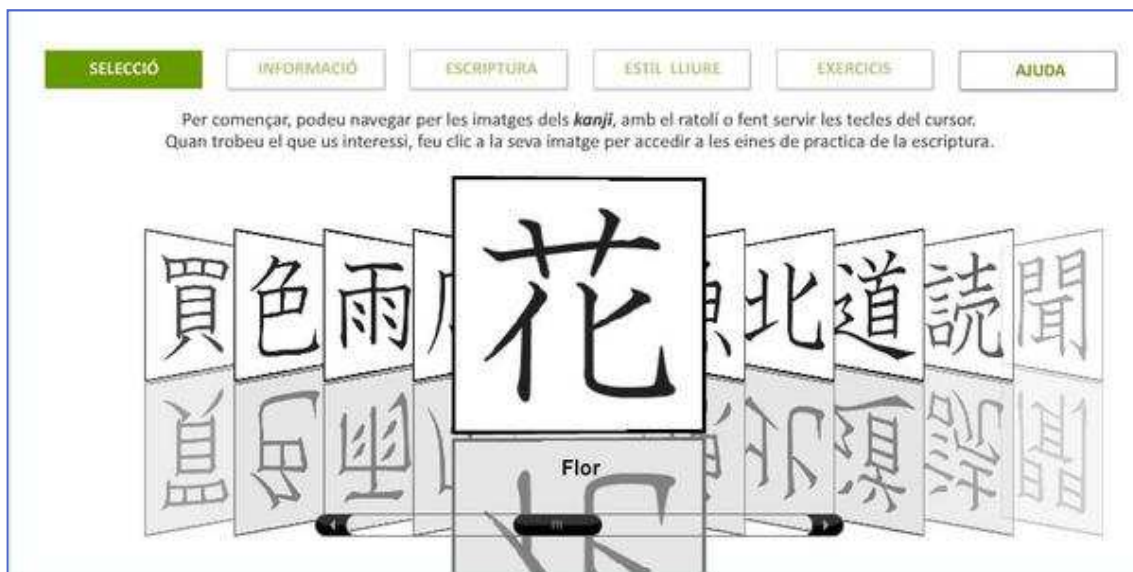 SELECCIÓ INFORMACIÓ ESCRIPTURA ESTIL LLIURE EXERCICIS AJUDA
Per començar, podeu navegar per les imatges dels kanji, amb el ratolí o fent servir les tecles del cursor.
Quan trobeu el que us interessi, feu clic a la seva imatge per accedir a les eines de practica de la escriptura.
買 色 雨 花 北 道 読 聞
Flor